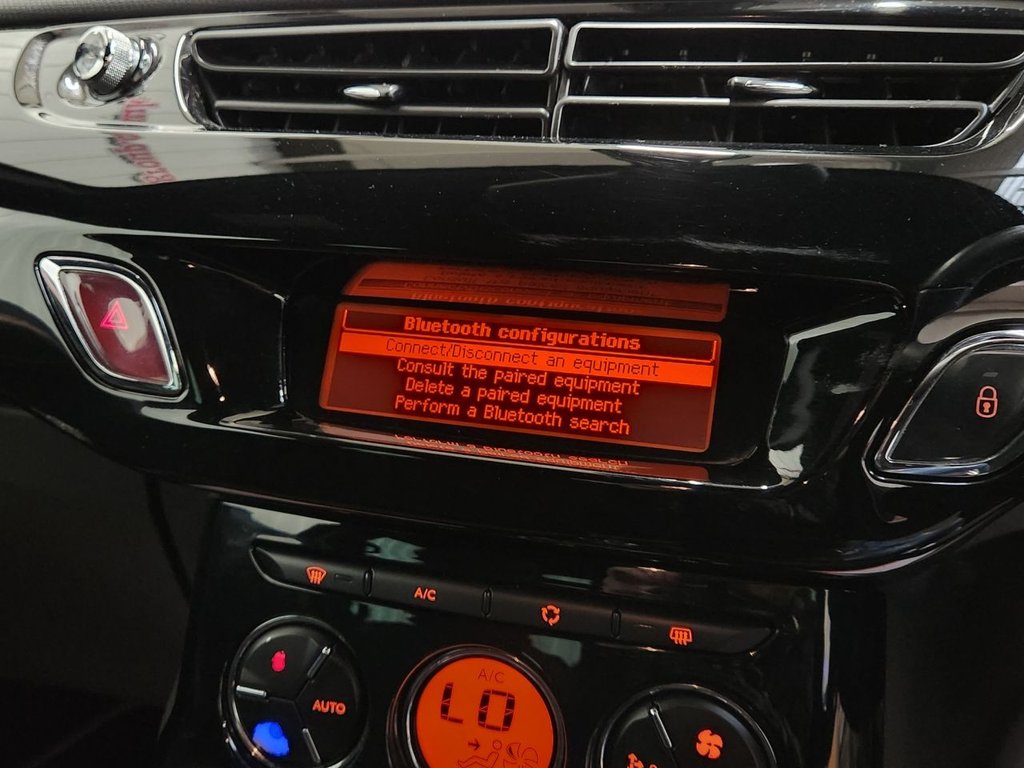 Bluetooth configurations
Connect/Disconnect an equipment
Consult the paired equipment
Delete a paired equipment
Perform a Bluetooth search
A/C
AUTO
A/C
LO